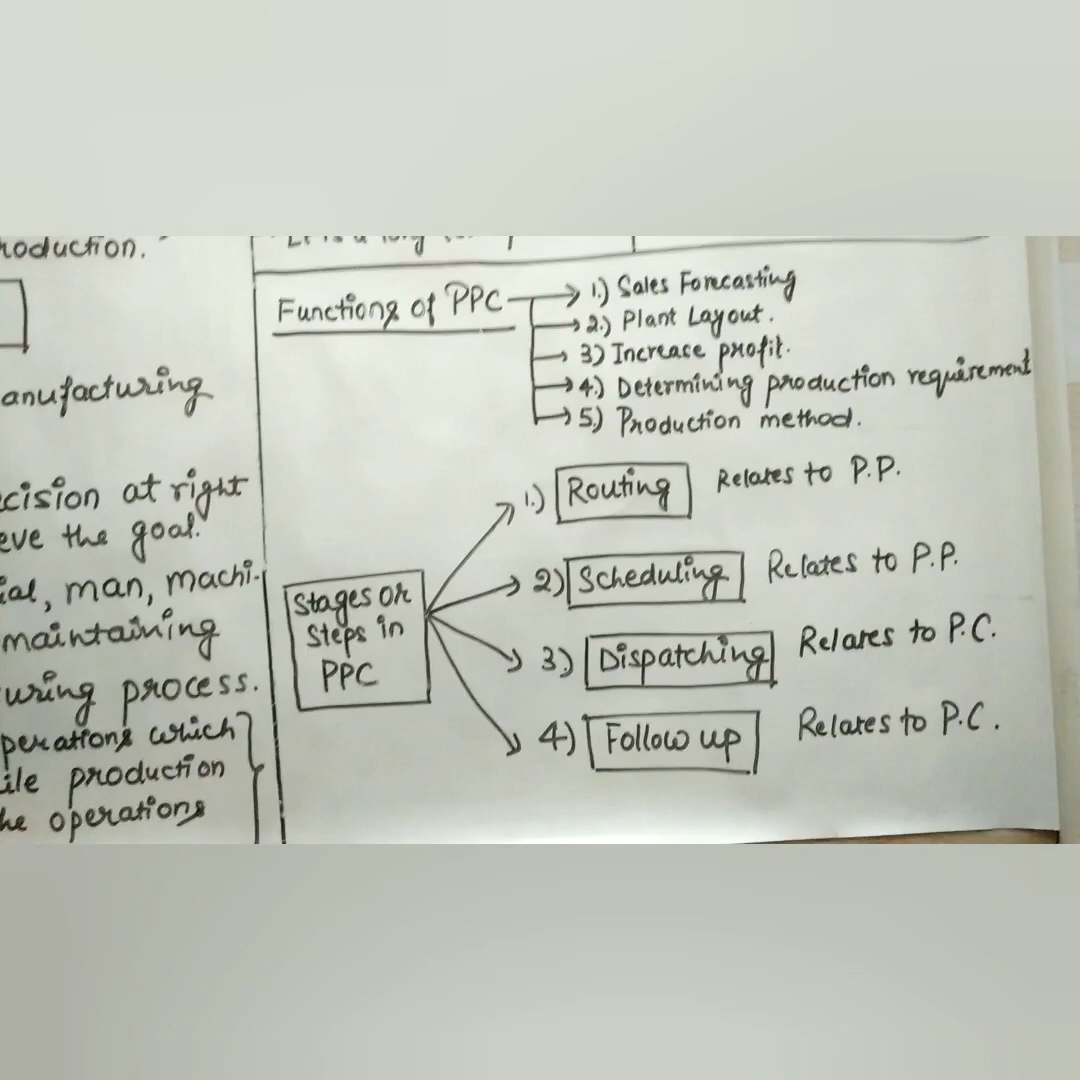 roduction.
anufacturing
cision at right
eve the goal.
ial, man, machi-
maintaining
uring process.
perations which
ile production
he operations
Functions of PPC
1.) Sales Forecasting
2.) Plant Layout.
3) Increase profit.
4.) Determining production requirement
5.) Production method.
Stages or
Steps in
PPC
1.) Routing Relates to P.P.
2) Scheduling Relates to P.P.
3.) Dispatching Relates to P.C.
4.) Follow up Relates to P.C.